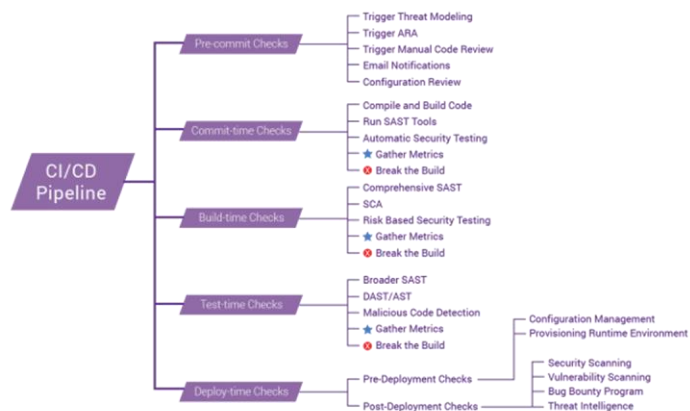 CI/CD
Pipeline
Pre-commit Checks
Trigger Threat Modeling
Trigger ARA
Trigger Manual Code Review
Email Notifications
Configuration Review
Commit-time Checks
Compile and Build Code
Run SAST Tools
Automatic Security Testing
Gather Metrics
Break the Build
Build-time Checks
Comprehensive SAST
SCA
Risk Based Security Testing
Gather Metrics
Break the Build
Test-time Checks
Broader SAST
DAST/AST
Malicious Code Detection
Gather Metrics
Break the Build
Deploy-time Checks
Pre-Deployment Checks
Configuration Management
Provisioning Runtime Environment
Post-Deployment Checks
Security Scanning
Vulnerability Scanning
Bug Bounty Program
Threat Intelligence